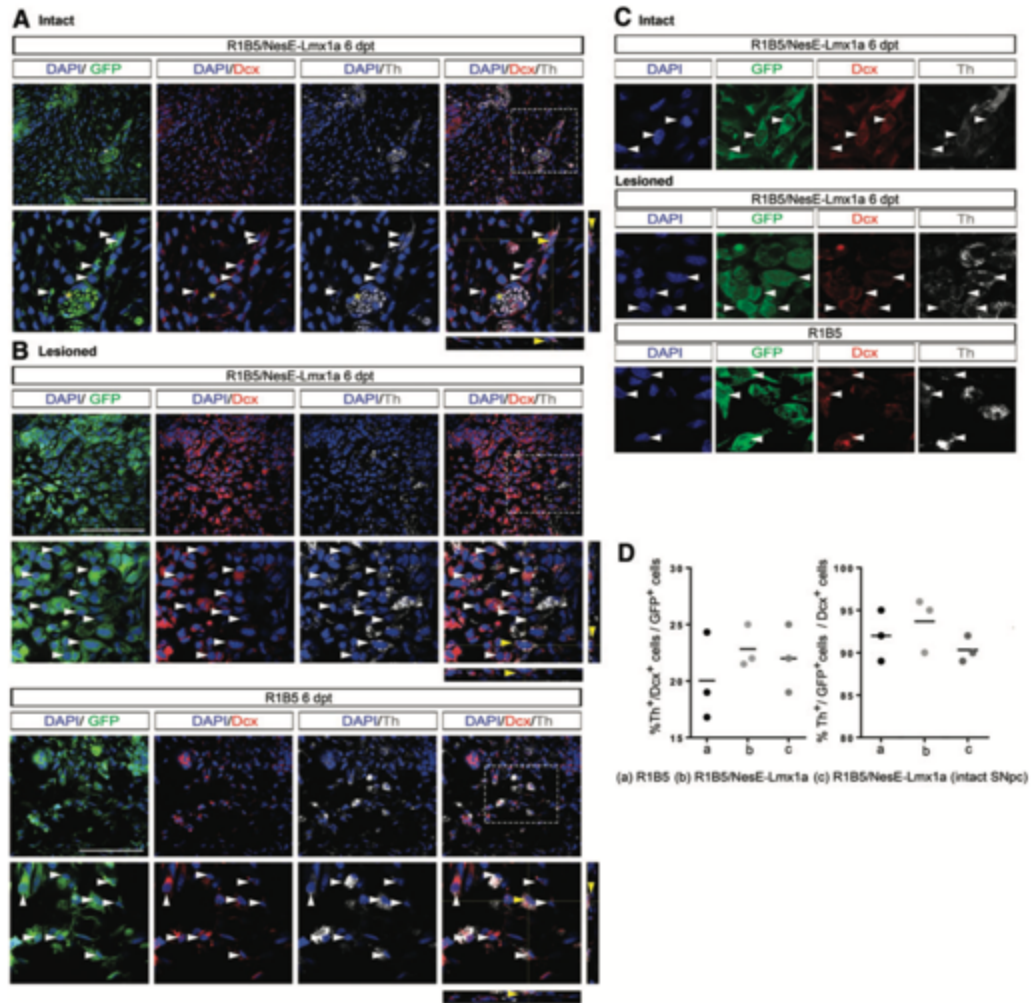 A Intact
R1B5/NesE-Lmx1a 6 dpt
DAPI/ GFP DAPI/Dcx DAPI/Th DAPI/Dcx/Th
B Lesioned
R1B5/NesE-Lmx1a 6 dpt
DAPI/ GFP DAPI/Dcx DAPI/Th DAPI/Dcx/Th
R1B5 6 dpt
DAPI/ GFP DAPI/Dcx DAPI/Th DAPI/Dcx/Th
C Intact
R1B5/NesE-Lmx1a 6 dpt
DAPI GFP Dcx Th
Lesioned
R1B5/NesE-Lmx1a 6 dpt
DAPI GFP Dcx Th
R1B5
DAPI GFP Dcx Th
D
%Th⁺/Dcx⁺ cells / GFP⁺ cells
30
25
20
15
a b c
% Th⁺/ GFP⁺cells / Dcx⁺ cells
100
95
90
85
80
a b c
(a) R1B5 (b) R1B5/NesE-Lmx1a (c) R1B5/NesE-Lmx1a (intact SNpc)